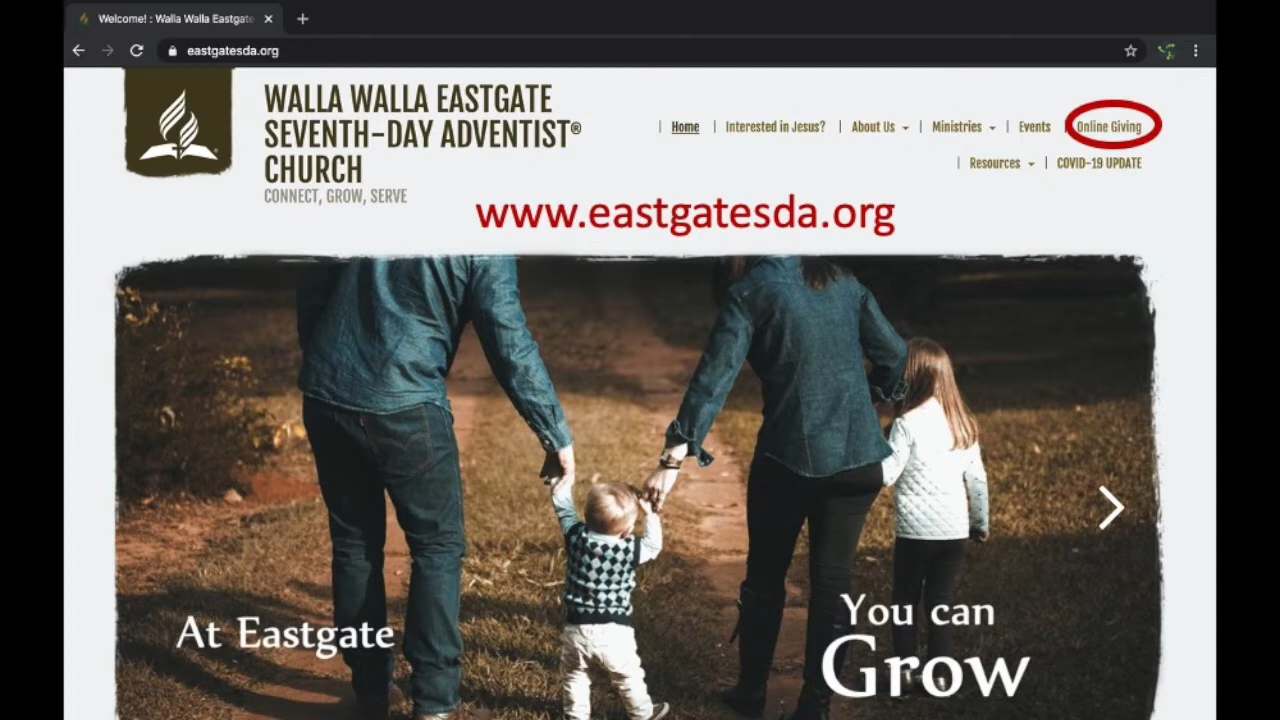 Welcome! : Walla Walla Eastgate
eastgatesda.org
WALLA WALLA EASTGATE
SEVENTH-DAY ADVENTIST®
CHURCH
CONNECT, GROW, SERVE
| Home | Interested in Jesus? | About Us | Ministries | Events | Online Giving
| Resources | COVID-19 UPDATE
www.eastgatesda.org
At Eastgate
You can
Grow